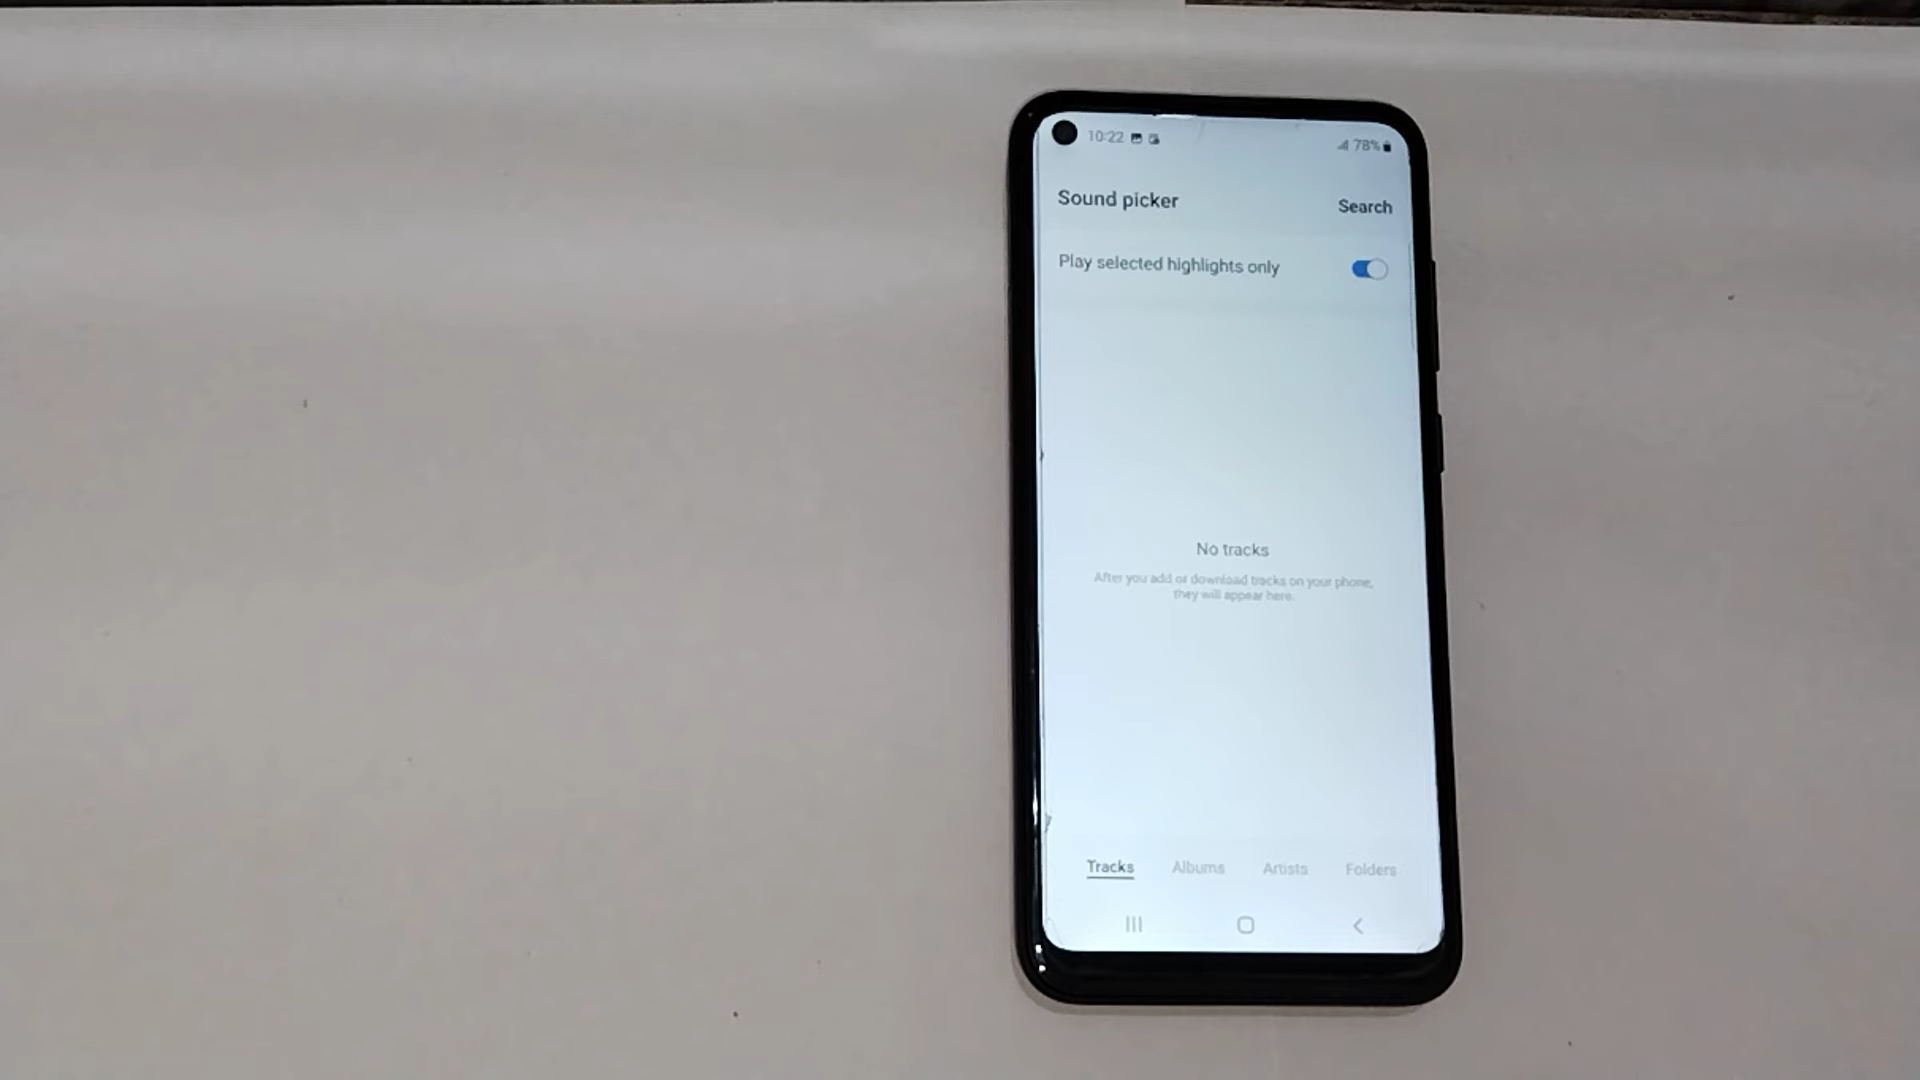 10:22
78%
Sound picker
Search
Play selected highlights only
No tracks
After you add or download tracks on your phone,
they will appear here.
Tracks Albums Artists Folders